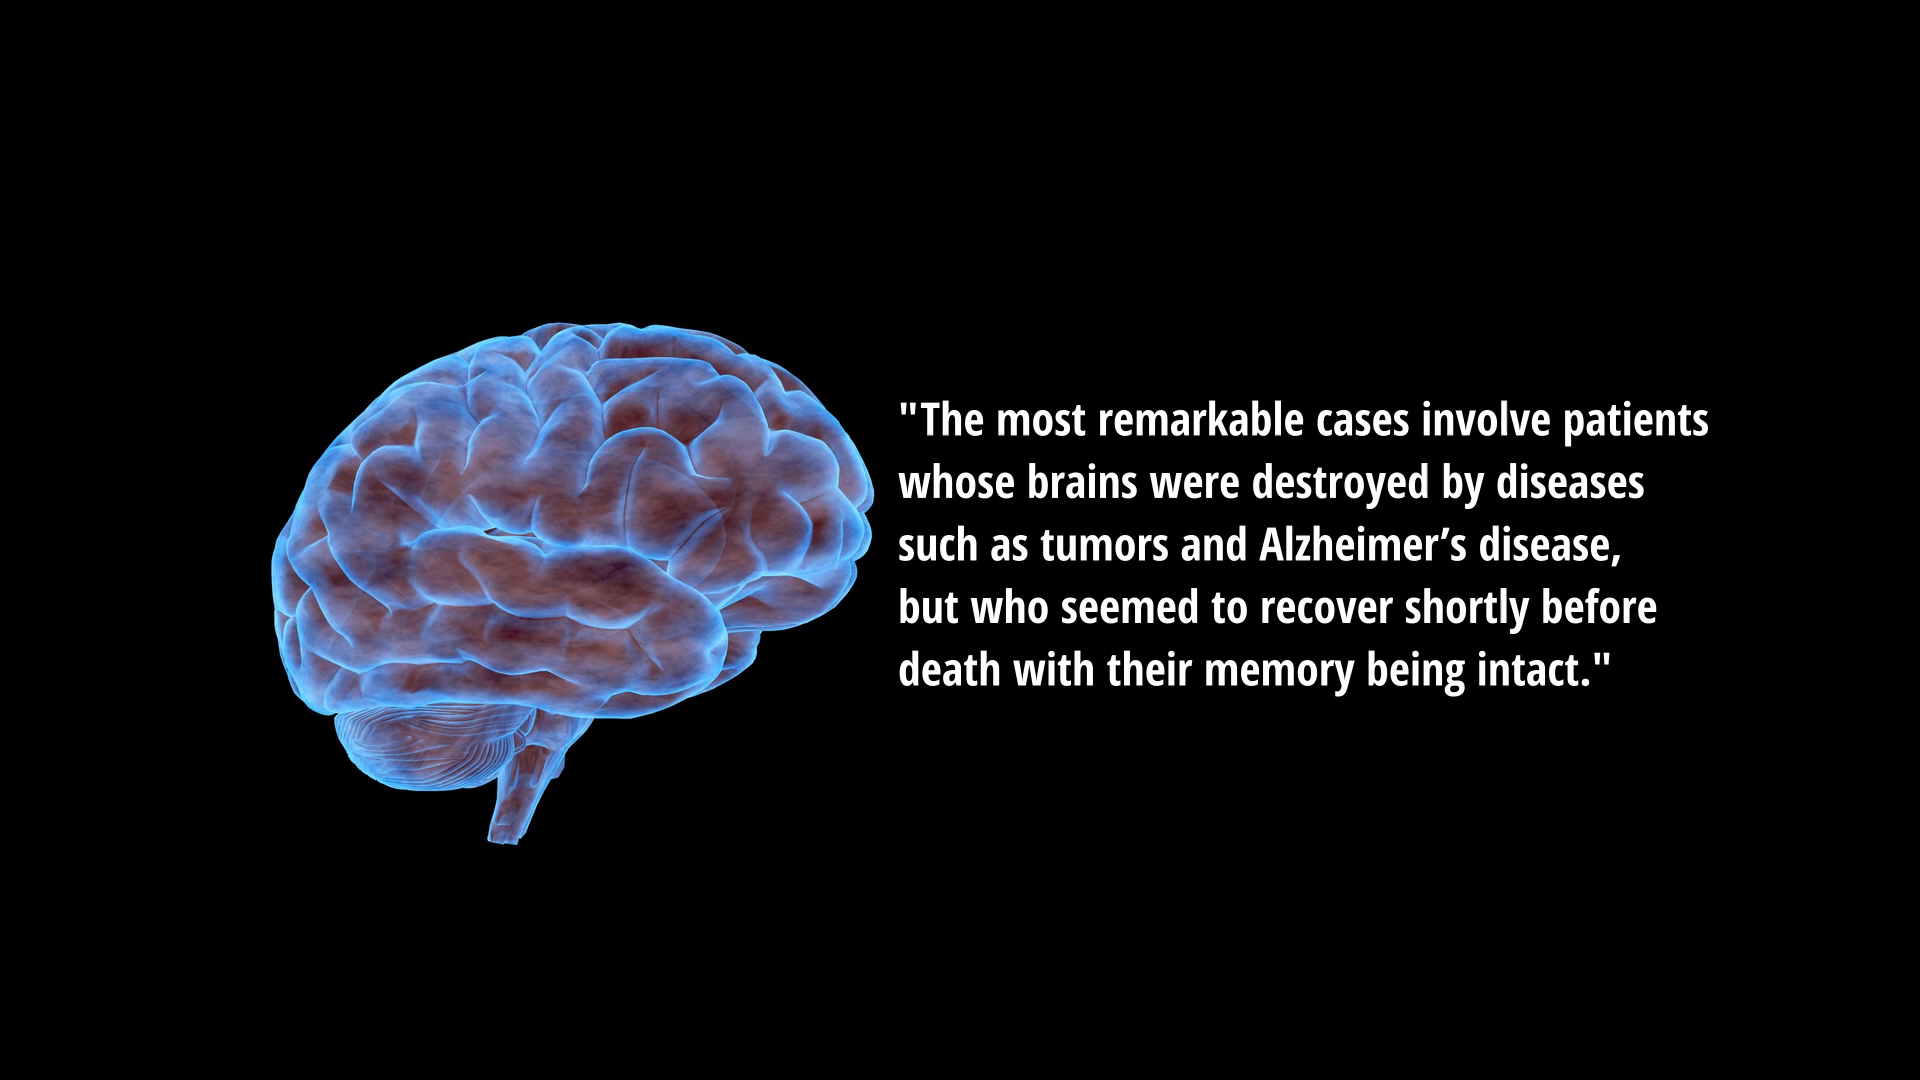 "The most remarkable cases involve patients
whose brains were destroyed by diseases
such as tumors and Alzheimer’s disease,
but who seemed to recover shortly before
death with their memory being intact."